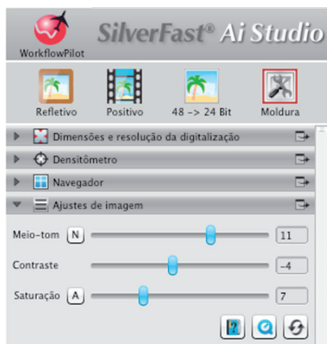 SilverFast® Ai Studio
WorkflowPilot
Refletivo Positivo 48 -> 24 Bit Moldura
Dimensões e resolução da digitalização
Densitômetro
Navegador
Ajustes de imagem
Meio-tom N 11
Contraste -4
Saturação A 7